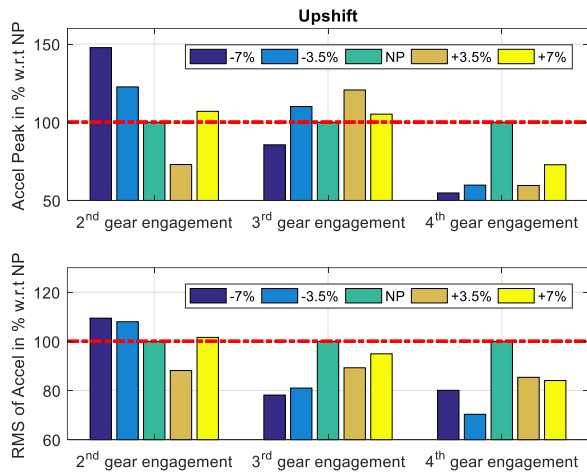 Upshift
Accel Peak in % w.r.t NP
150
100
50
-7% -3.5% NP +3.5% +7%
2nd gear engagement 3rd gear engagement 4th gear engagement
RMS of Accel in % w.r.t NP
120
100
80
60
-7% -3.5% NP +3.5% +7%
2nd gear engagement 3rd gear engagement 4th gear engagement